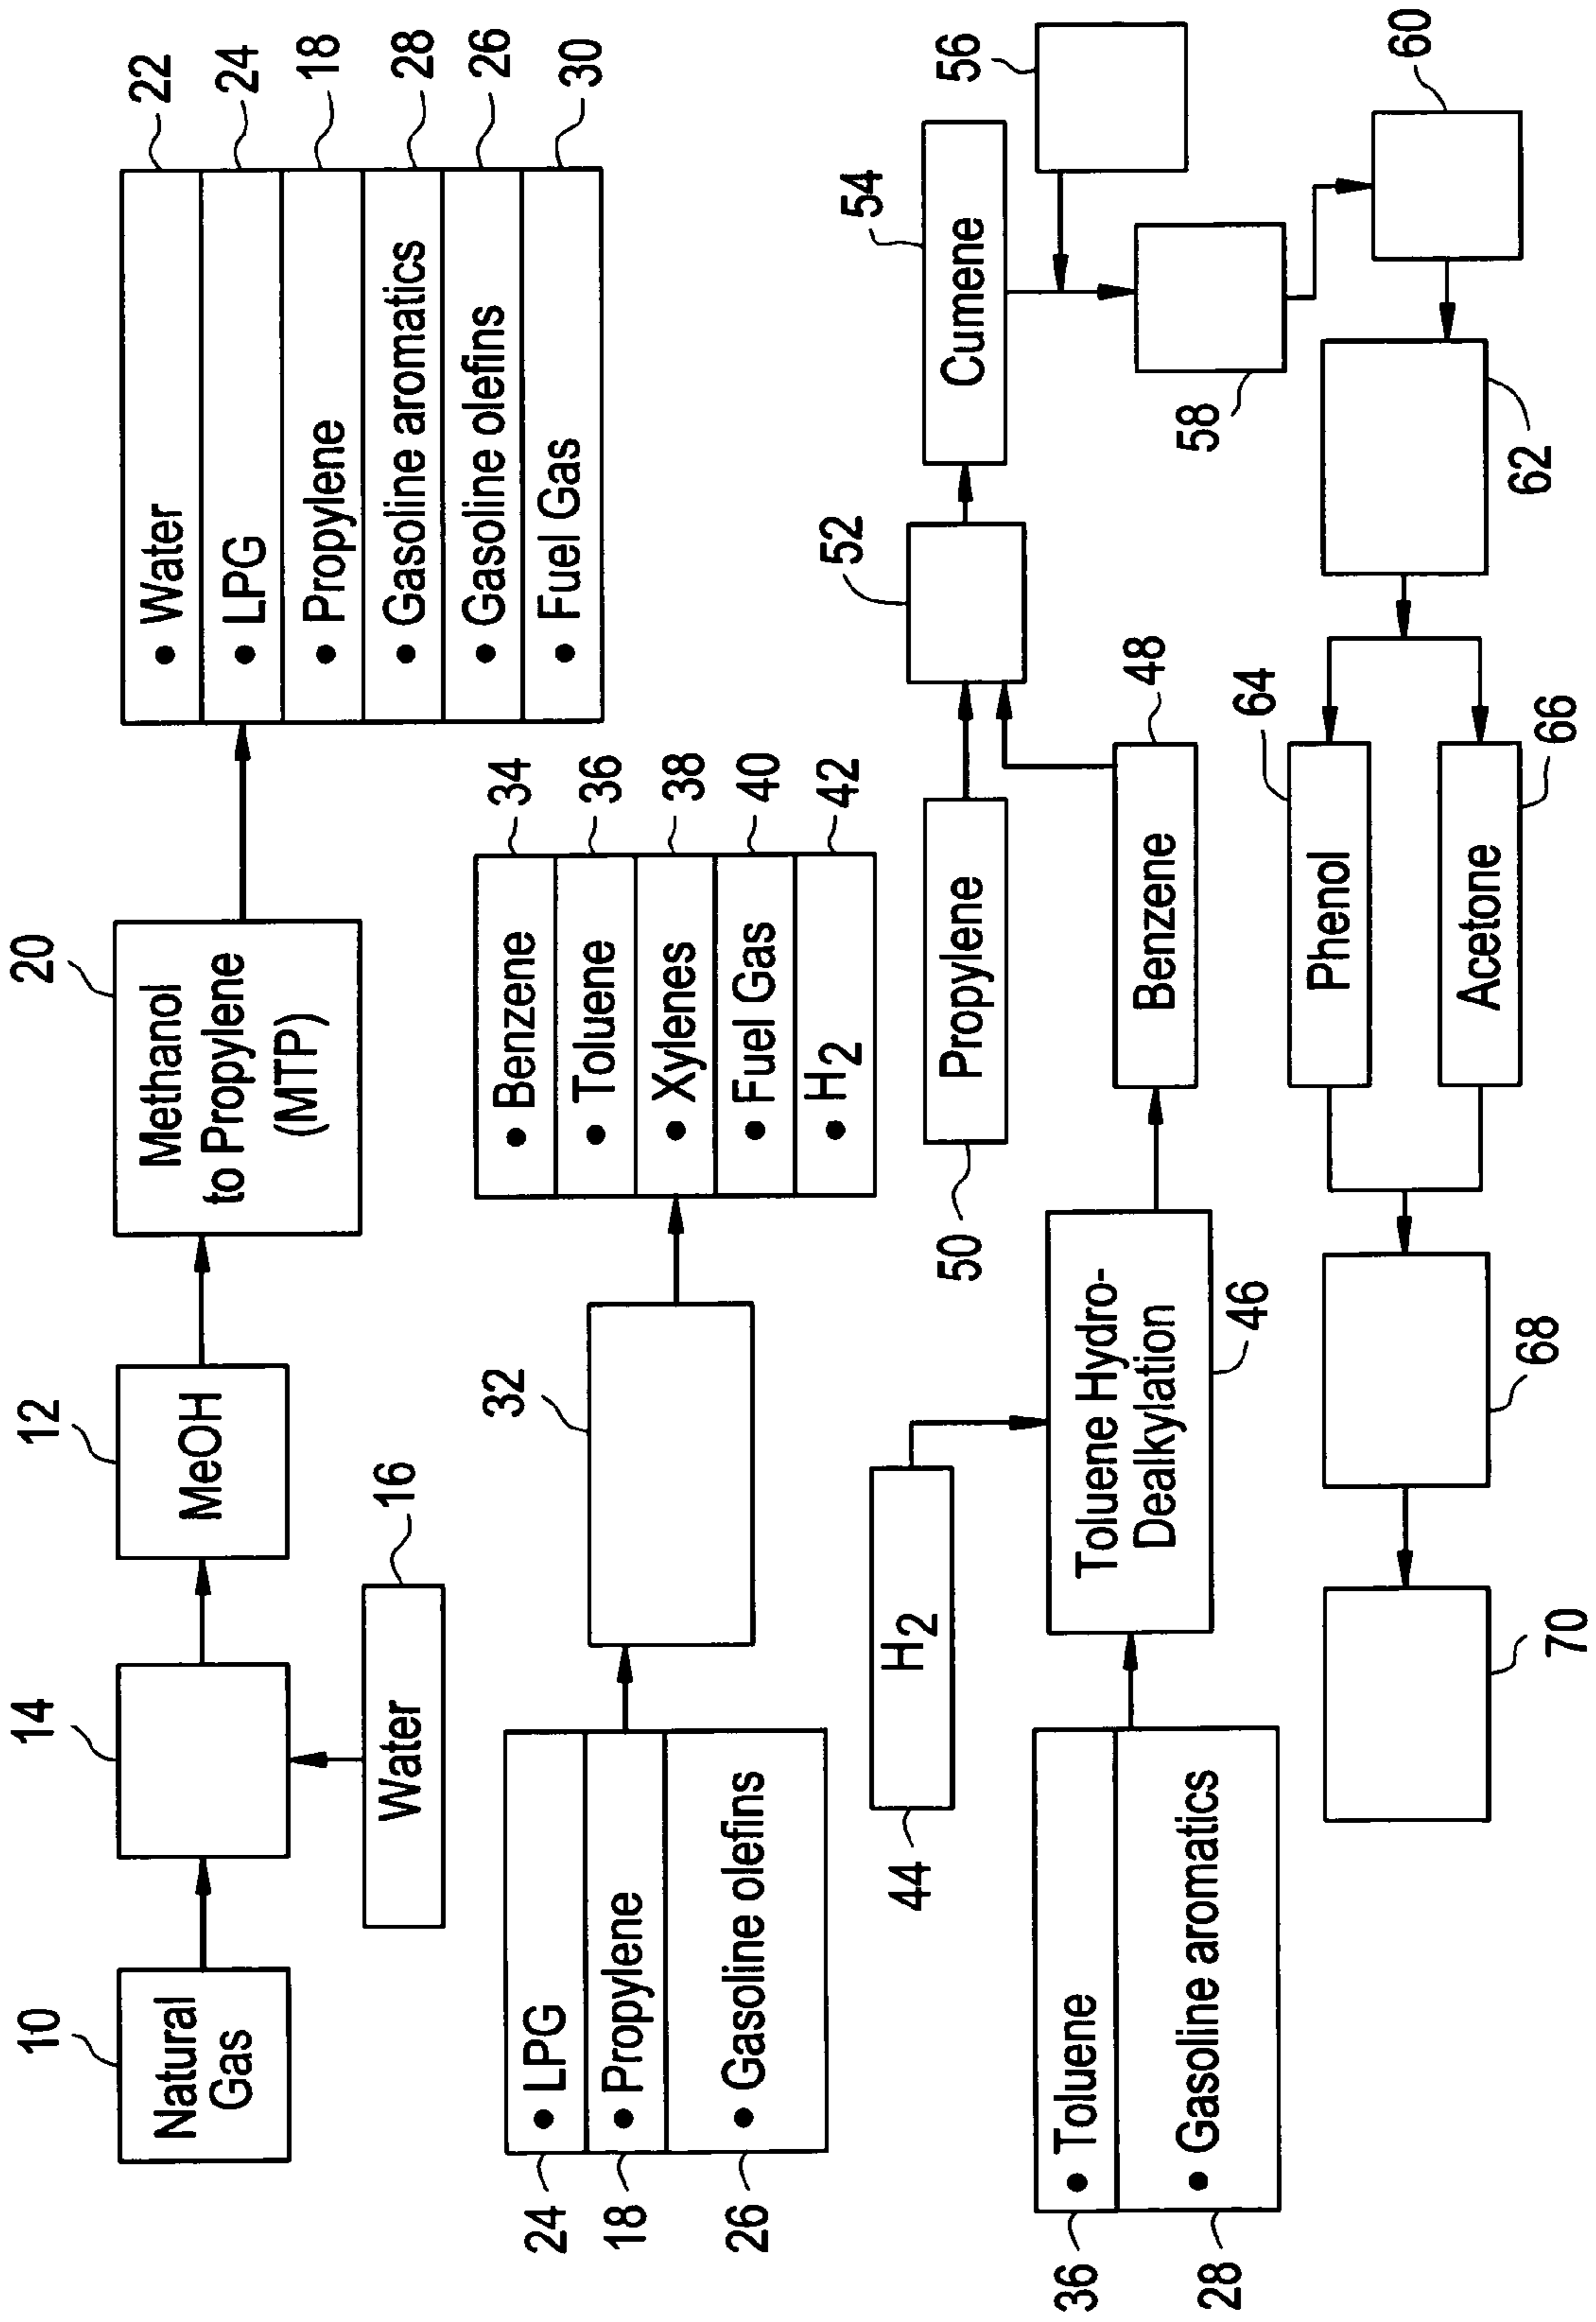 10
Natural
Gas
14
Water
16
12
MeOH
20
Methanol
to Propylene
(MTP)
• Water
22
• LPG
24
• Propylene
18
• Gasoline aromatics
28
• Gasoline olefins
26
• Fuel Gas
30
24
• LPG
18
• Propylene
26
• Gasoline olefins
32
• Benzene
34
• Toluene
36
• Xylenes
38
• Fuel Gas
40
• H2
42
44
H2
36
• Toluene
28
• Gasoline aromatics
Toluene Hydro-
Dealkylation
46
50
Propylene
Benzene
48
52
54
Cumene
56
58
60
62
64
Phenol
Acetone
66
68
70